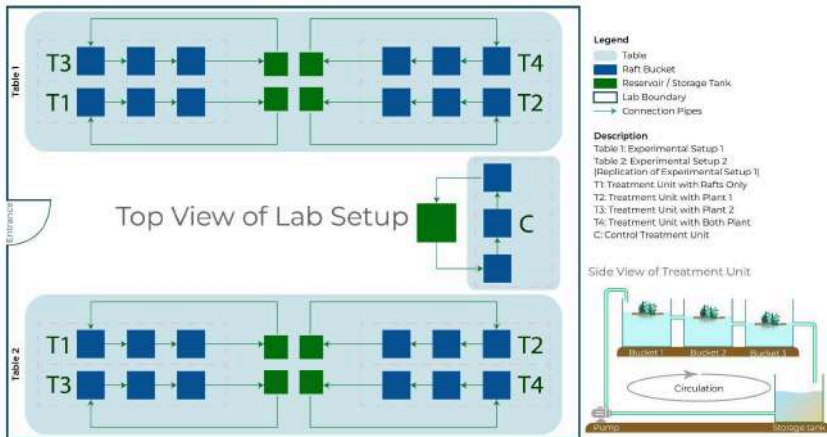 Table 1
T3
T4
T1
T2
Entrance
Top View of Lab Setup
C
Table 2
T1
T2
T3
T4
Legend
Table
Raft Bucket
Reservoir / Storage Tank
Lab Boundary
Connection Pipes
Description
Table 1: Experimental Setup 1
Table 2: Experimental Setup 2
[Replication of Experimental Setup 1]
T1: Treatment Unit with Rafts Only
T2: Treatment Unit with Plant 1
T3: Treatment Unit with Plant 2
T4: Treatment Unit with Both Plant
C: Control Treatment Unit
Side View of Treatment Unit
Bucket 1 Bucket 2 Bucket 3
Circulation
Pump
Storage tank